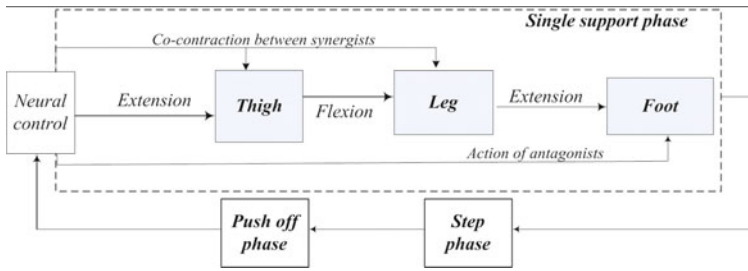 Single support phase
Co-contraction between synergists
Neural
control
Extension
Thigh
Flexion
Leg
Extension
Foot
Action of antagonists
Push off
phase
Step
phase